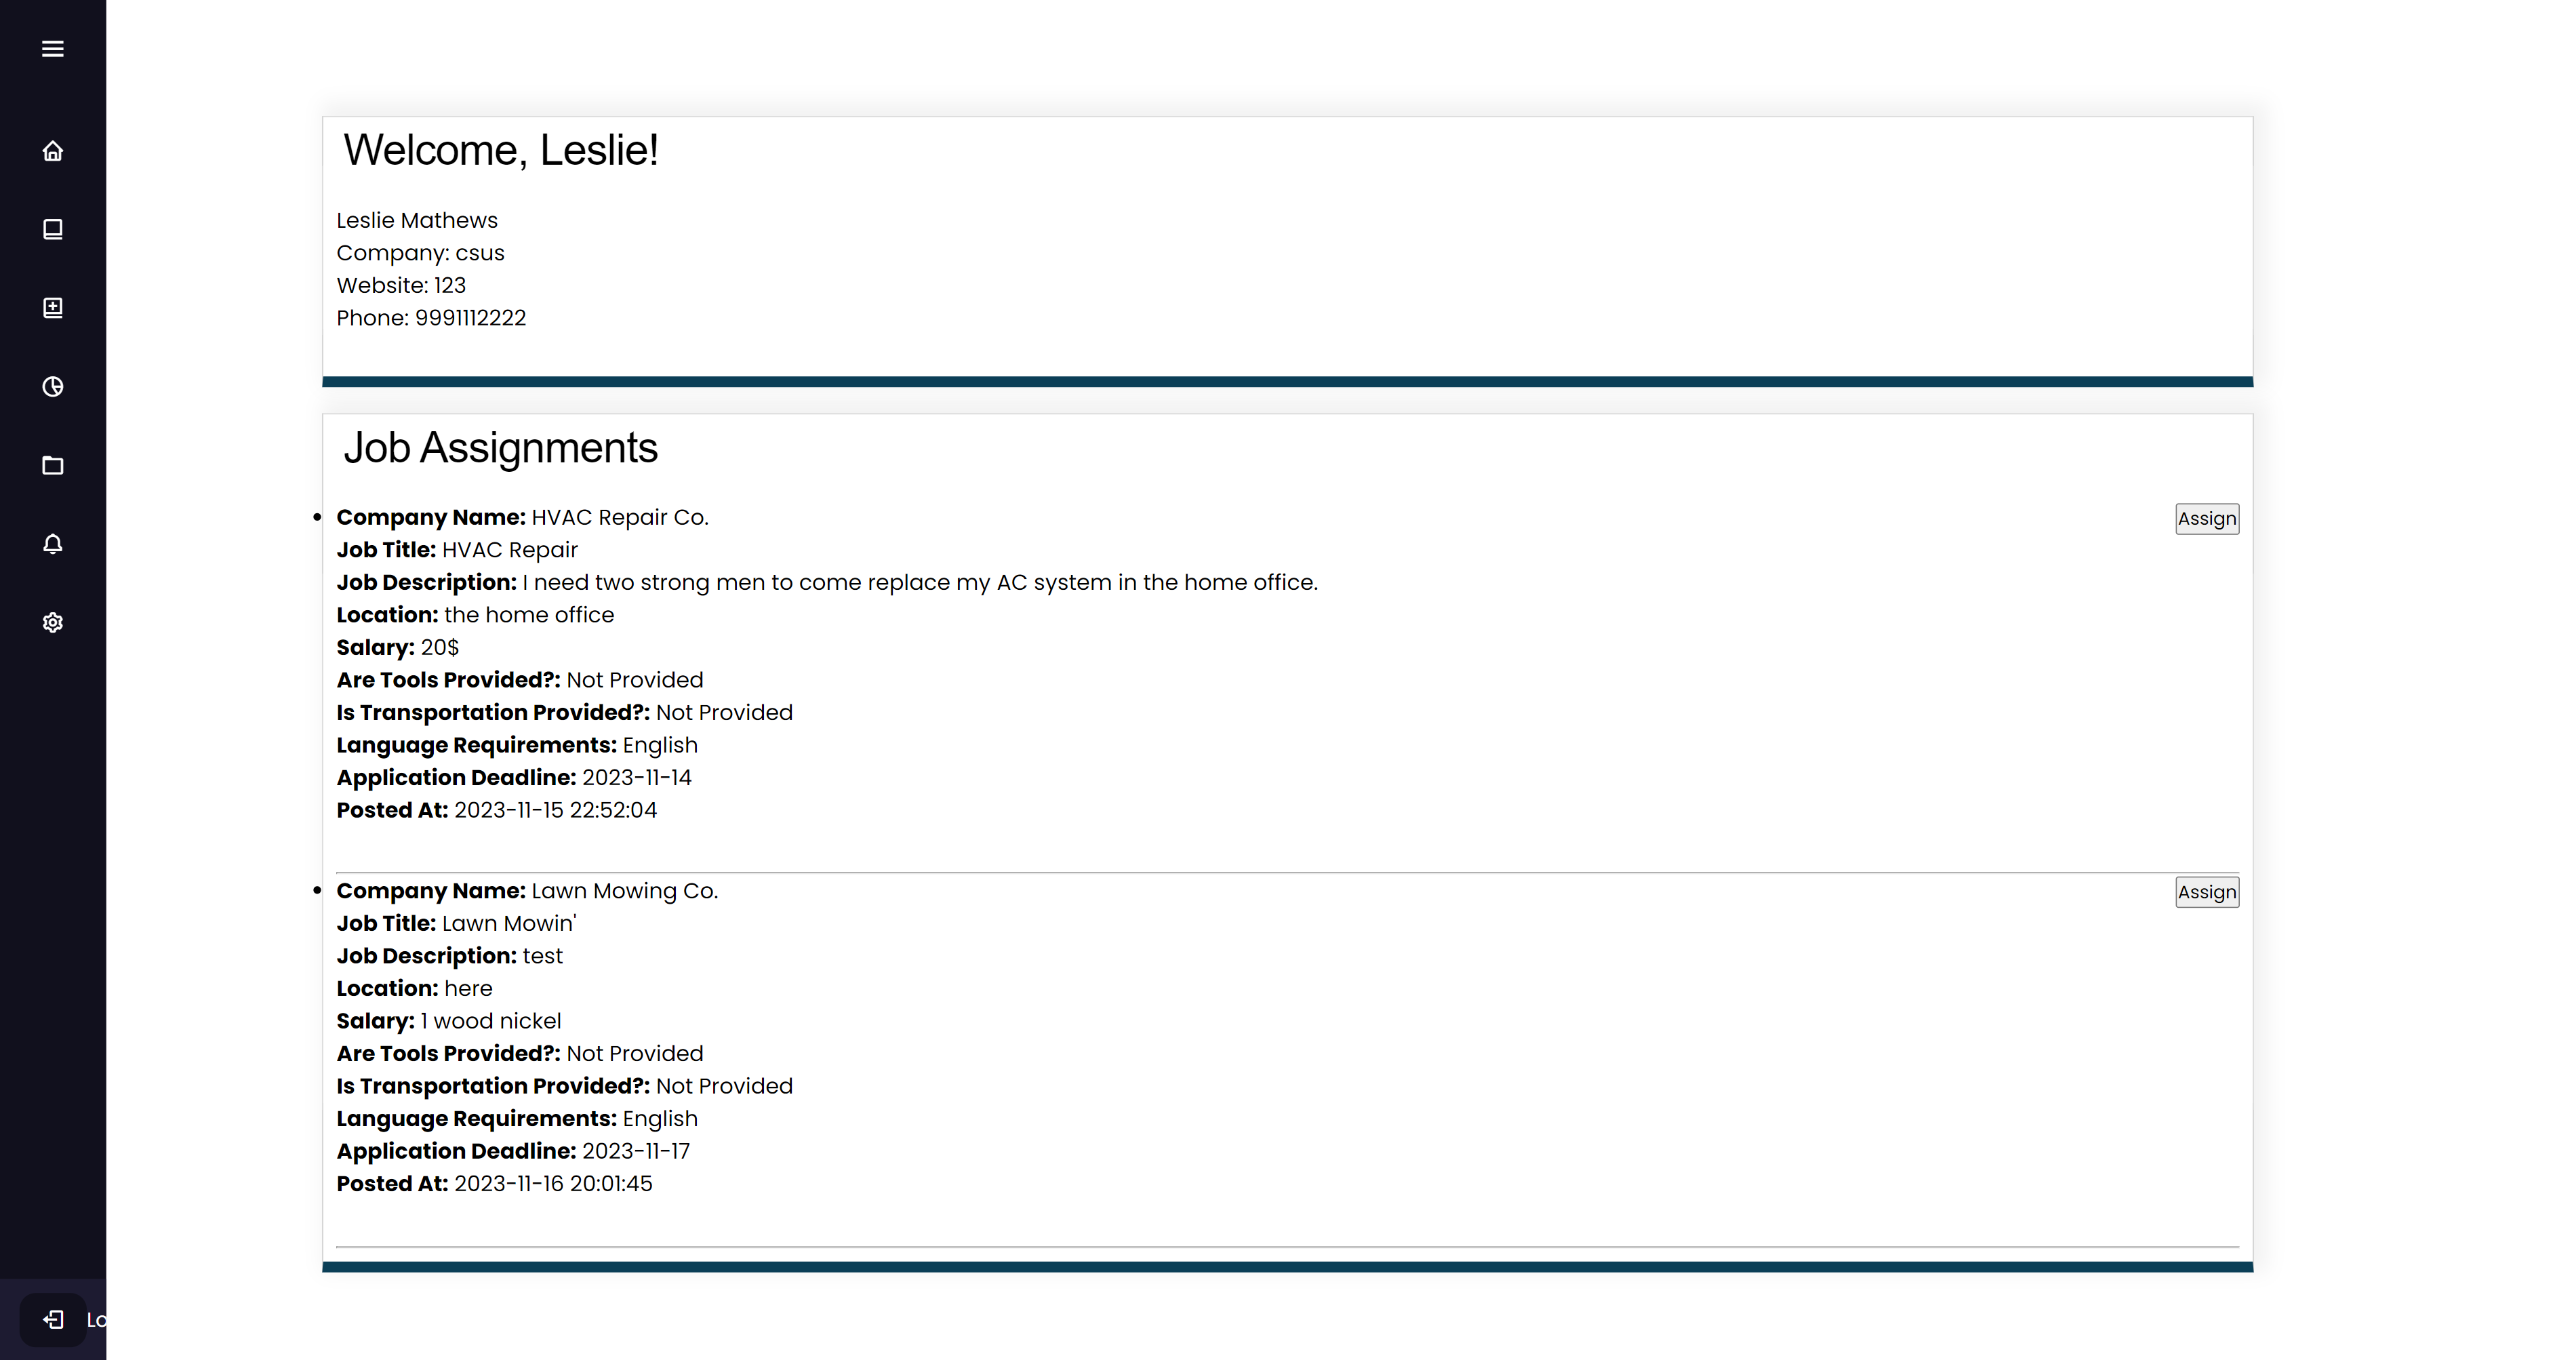 Welcome, Leslie!
Leslie Mathews
Company: csus
Website: 123
Phone: 9991112222
Job Assignments
Company Name: HVAC Repair Co.
Assign
Job Title: HVAC Repair
Job Description: I need two strong men to come replace my AC system in the home office.
Location: the home office
Salary: 20$
Are Tools Provided?: Not Provided
Is Transportation Provided?: Not Provided
Language Requirements: English
Application Deadline: 2023-11-14
Posted At: 2023-11-15 22:52:04
Company Name: Lawn Mowing Co.
Assign
Job Title: Lawn Mowin'
Job Description: test
Location: here
Salary: 1 wood nickel
Are Tools Provided?: Not Provided
Is Transportation Provided?: Not Provided
Language Requirements: English
Application Deadline: 2023-11-17
Posted At: 2023-11-16 20:01:45
Lo